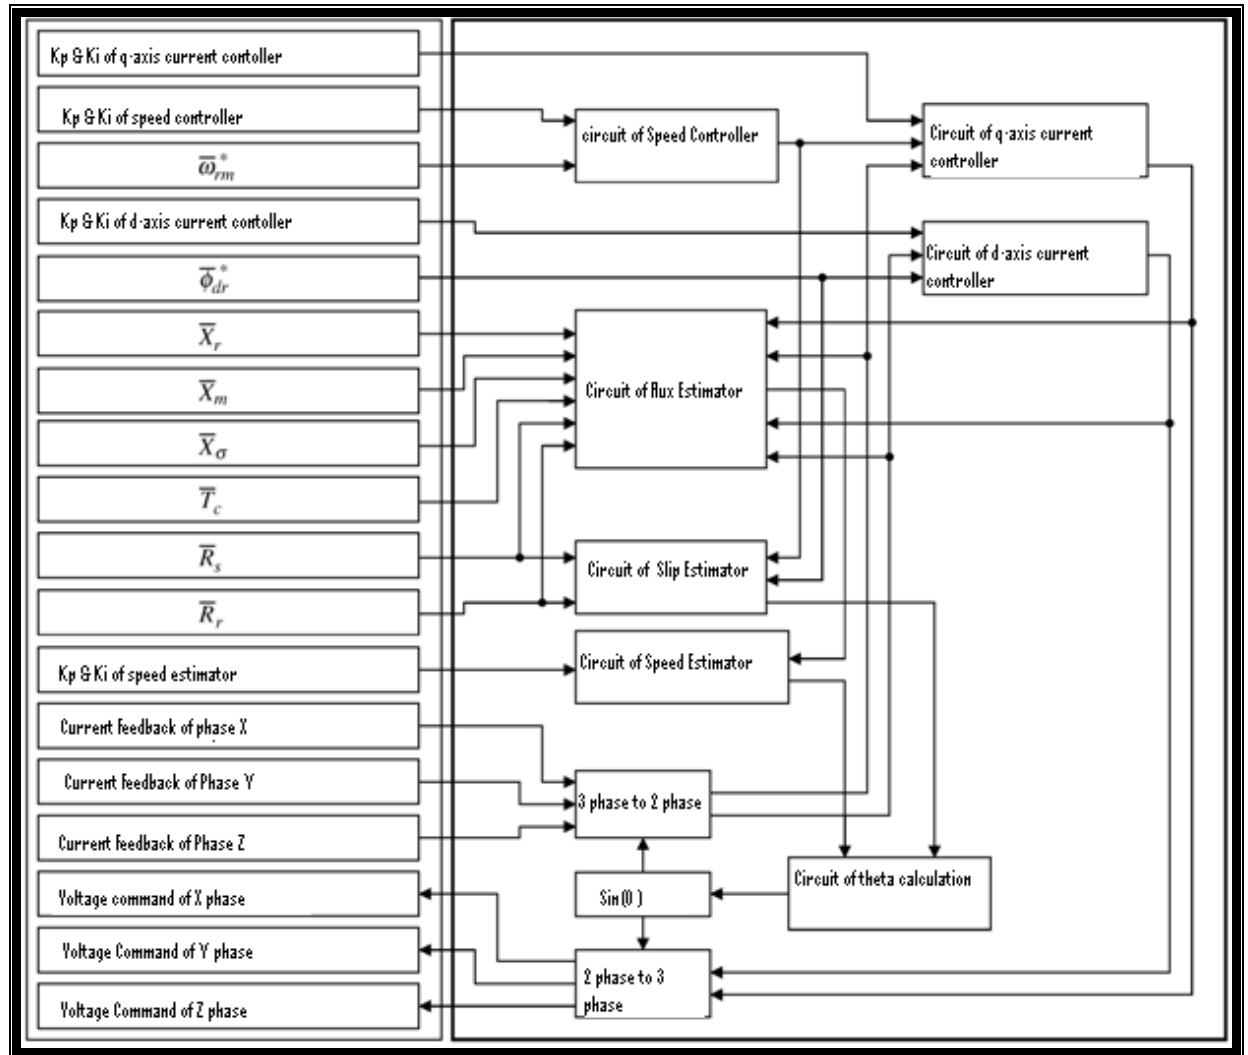 Kp & Ki of q-axis current contoller
Kp & Ki of speed controller
ω̅*rm
Kp & Ki of d-axis current contoller
ϕ̅*dr
X̅r
X̅m
X̅σ
T̅c
R̅s
R̅r
Kp & Ki of speed estimator
Current feedback of phase X
Current feedback of Phase Y
Current feedback of Phase Z
Voltage command of X phase
Voltage Command of Y phase
Voltage Command of Z phase
circuit of Speed Controller
Circuit of q-axis current
controller
Circuit of d-axis current
controller
Circuit of flux Estimator
Circuit of Slip Estimator
Circuit of Speed Estimator
3 phase to 2 phase
Circuit of theta calculation
Sin(θ )
2 phase to 3
phase